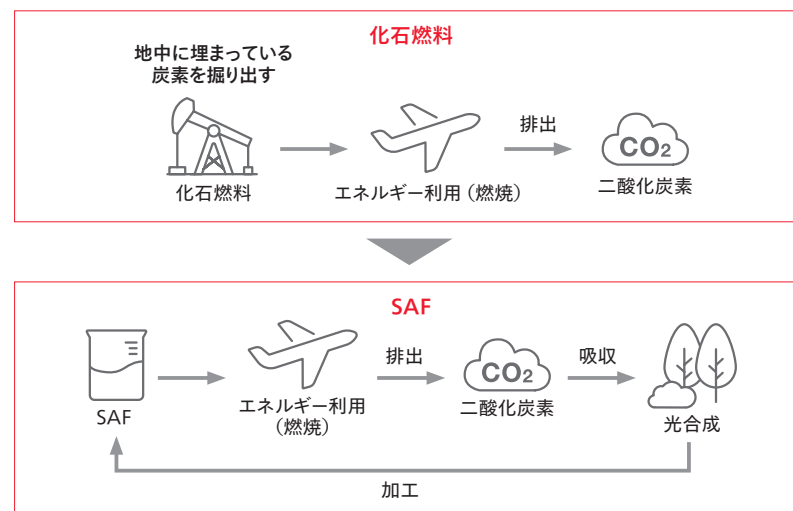 化石燃料
地中に埋まっている
炭素を掘り出す
化石燃料
エネルギー利用（燃焼）
排出
CO2
二酸化炭素
SAF
SAF
エネルギー利用
（燃焼）
排出
CO2
二酸化炭素
吸収
光合成
加工